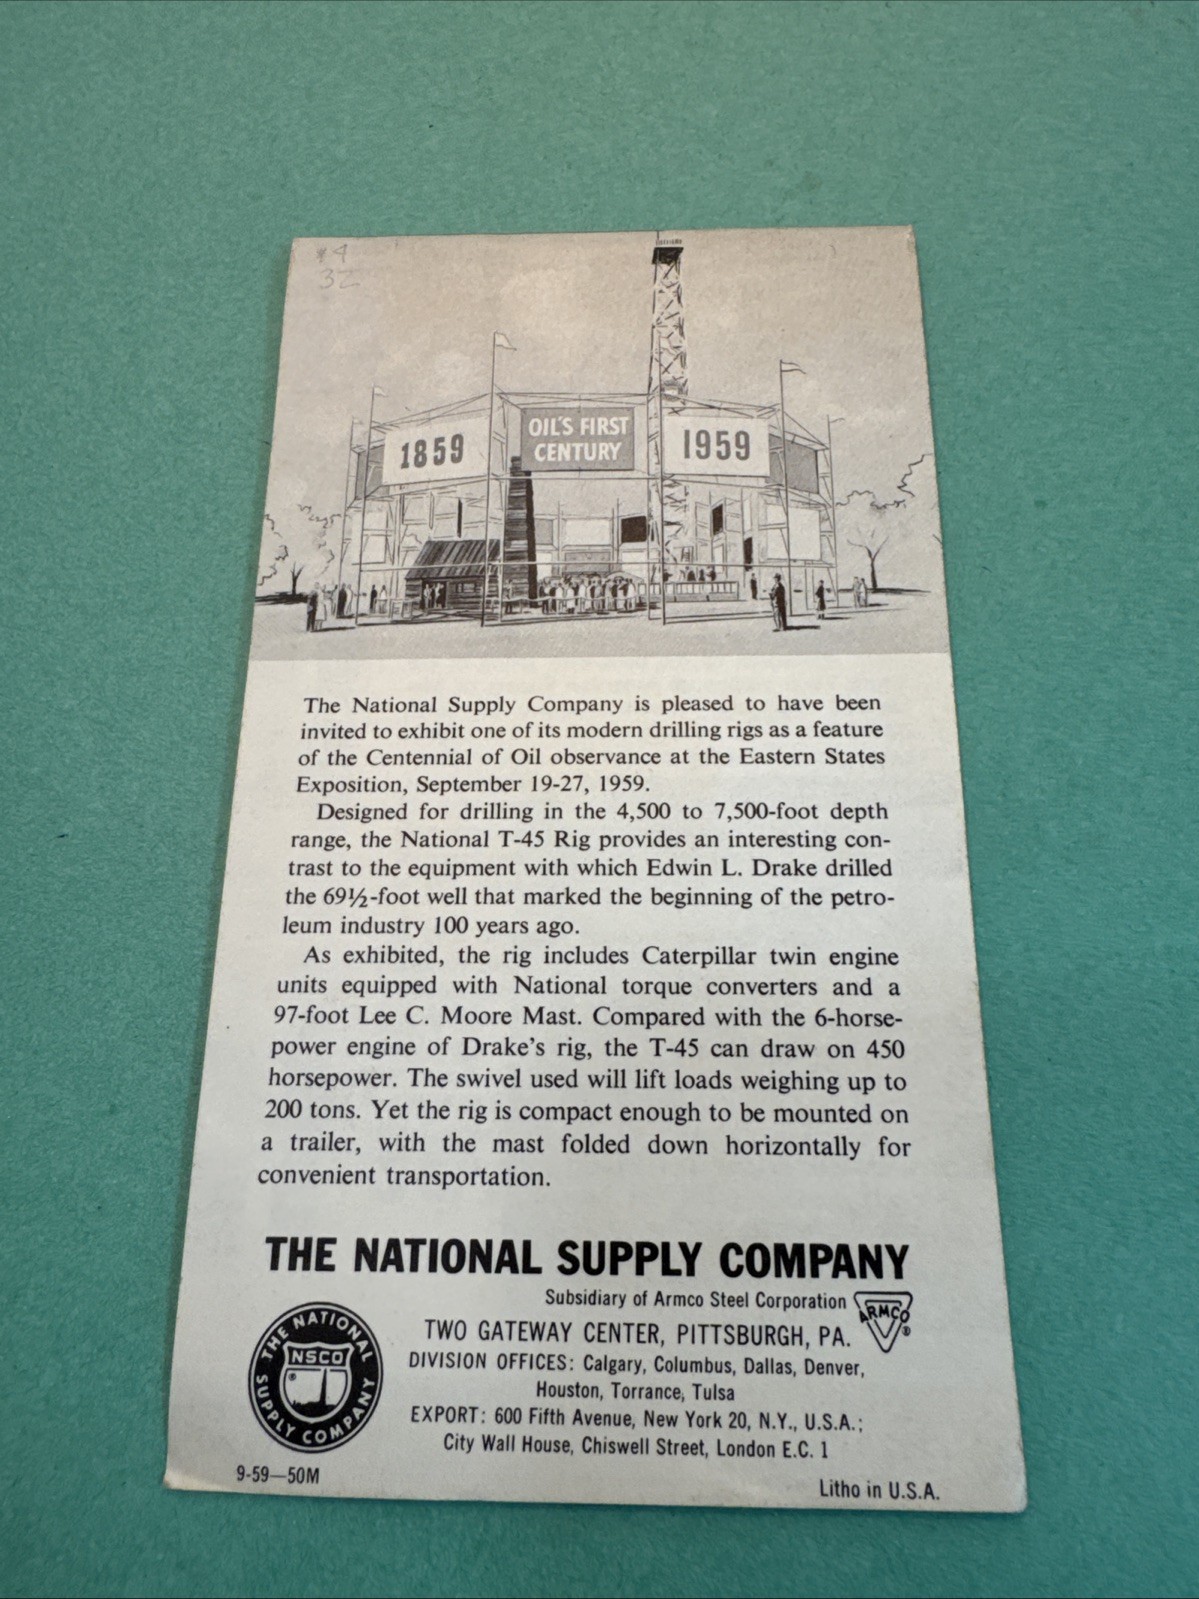 $4
32
1859
OIL'S FIRST
CENTURY
1959
The National Supply Company is pleased to have been
invited to exhibit one of its modern drilling rigs as a feature
of the Centennial of Oil observance at the Eastern States
Exposition, September 19-27, 1959.
Designed for drilling in the 4,500 to 7,500-foot depth
range, the National T-45 Rig provides an interesting con-
trast to the equipment with which Edwin L. Drake drilled
the 69½-foot well that marked the beginning of the petro-
leum industry 100 years ago.
As exhibited, the rig includes Caterpillar twin engine
units equipped with National torque converters and a
97-foot Lee C. Moore Mast. Compared with the 6-horse-
power engine of Drake's rig, the T-45 can draw on 450
horsepower. The swivel used will lift loads weighing up to
200 tons. Yet the rig is compact enough to be mounted on
a trailer, with the mast folded down horizontally for
convenient transportation.
THE NATIONAL SUPPLY COMPANY
Subsidiary of Armco Steel Corporation
ARMCO ®
TWO GATEWAY CENTER, PITTSBURGH, PA.
DIVISION OFFICES: Calgary, Columbus, Dallas, Denver,
Houston, Torrance, Tulsa
EXPORT: 600 Fifth Avenue, New York 20, N.Y., U.S.A.;
City Wall House, Chiswell Street, London E.C. 1
THE NATIONAL SUPPLY COMPANY
NSCO
®
9-59—50M
Litho in U.S.A.